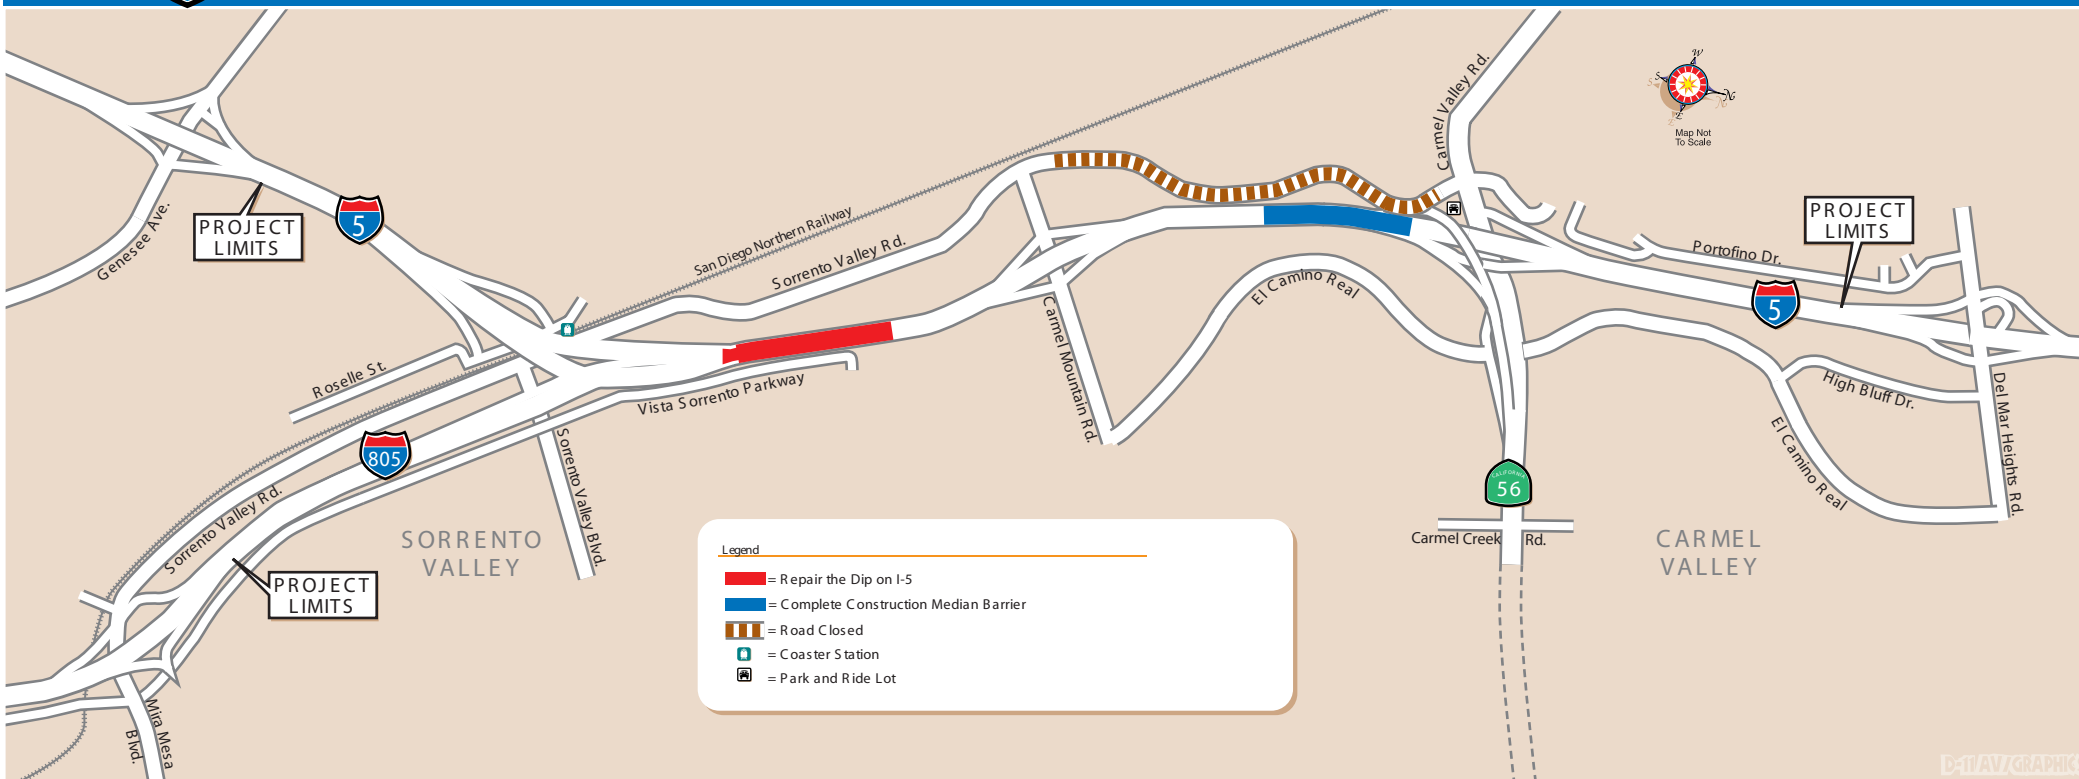 W
S
N
E
Map Not
To Scale
Carmel Valley Rd.
Genesee Ave.
PROJECT
LIMITS
5
San Diego Northern Railway
Sorrento Valley Rd.
PROJECT
LIMITS
Portofino Dr.
5
El Camino Real
Carmel Mountain Rd.
Roselle St.
Vista Sorrento Parkway
High Bluff Dr.
Del Mar Heights Rd.
El Camino Real
805
Sorrento Valley Blvd.
Sorrento Valley Rd.
CALIFORNIA
56
Carmel Creek Rd.
SORRENTO
VALLEY
CARMEL
VALLEY
PROJECT
LIMITS
Mira Mesa
Blvd.
Legend
= Repair the Dip on I-5
= Complete Construction Median Barrier
= Road Closed
= Coaster Station
= Park and Ride Lot
D-11/AV/GRAPHIC